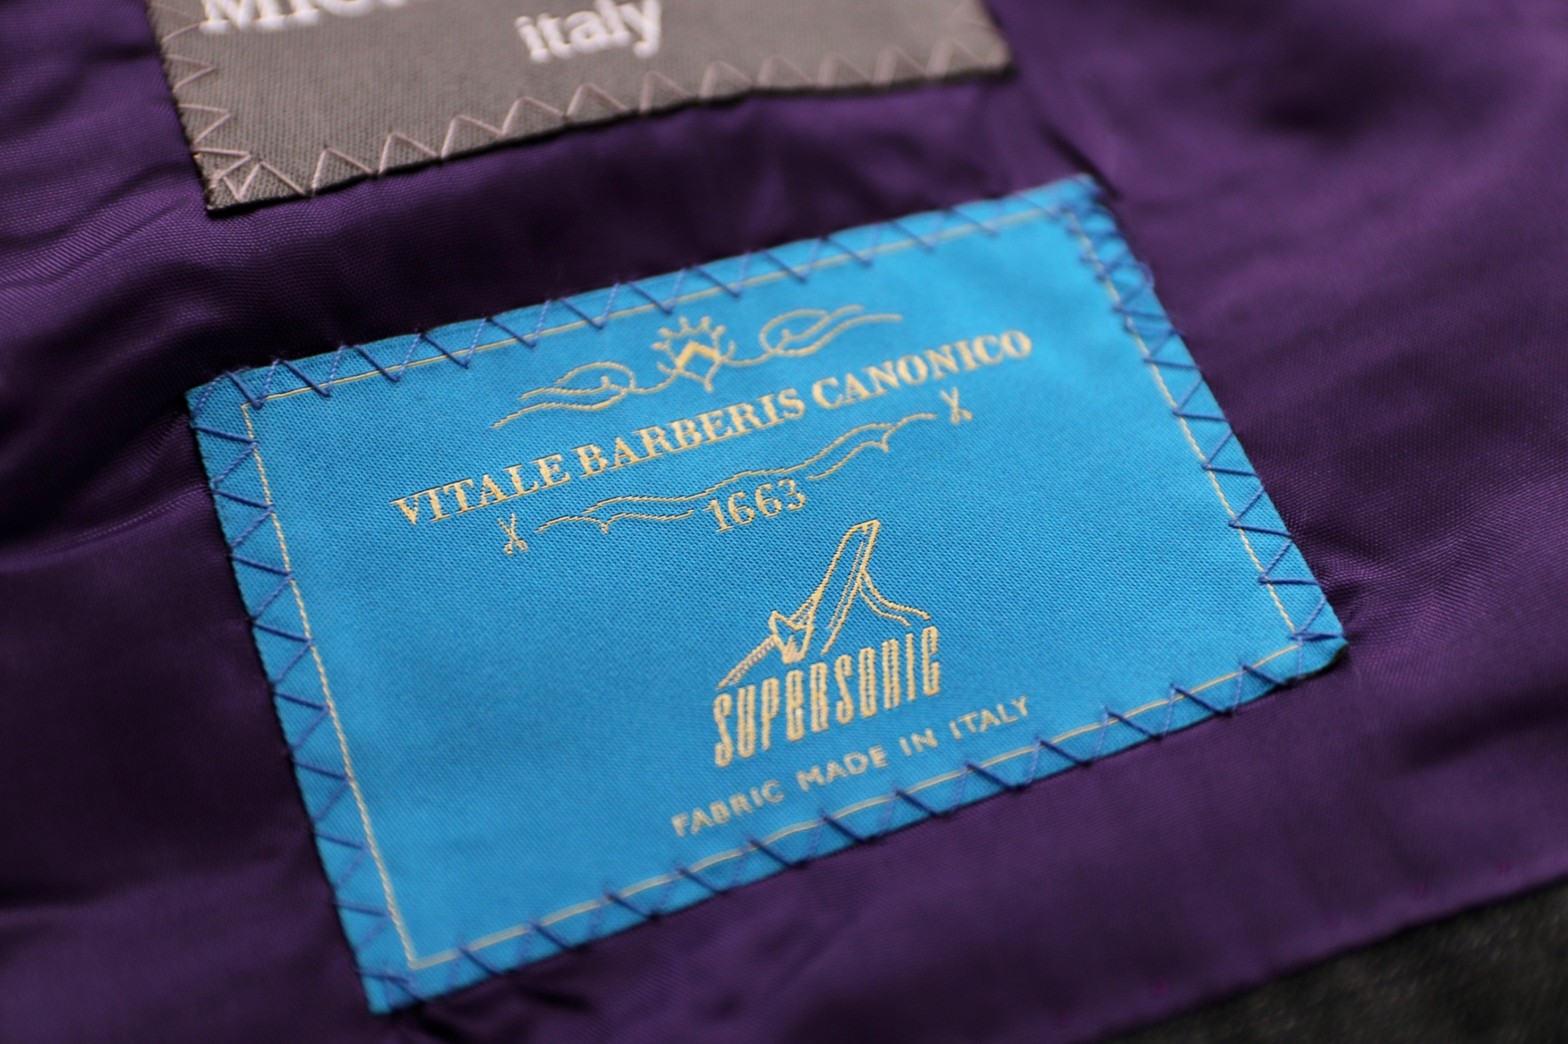 italy
VITALE BARBERIS CANONICO
1663
SUPERSONIC
FABRIC MADE IN ITALY